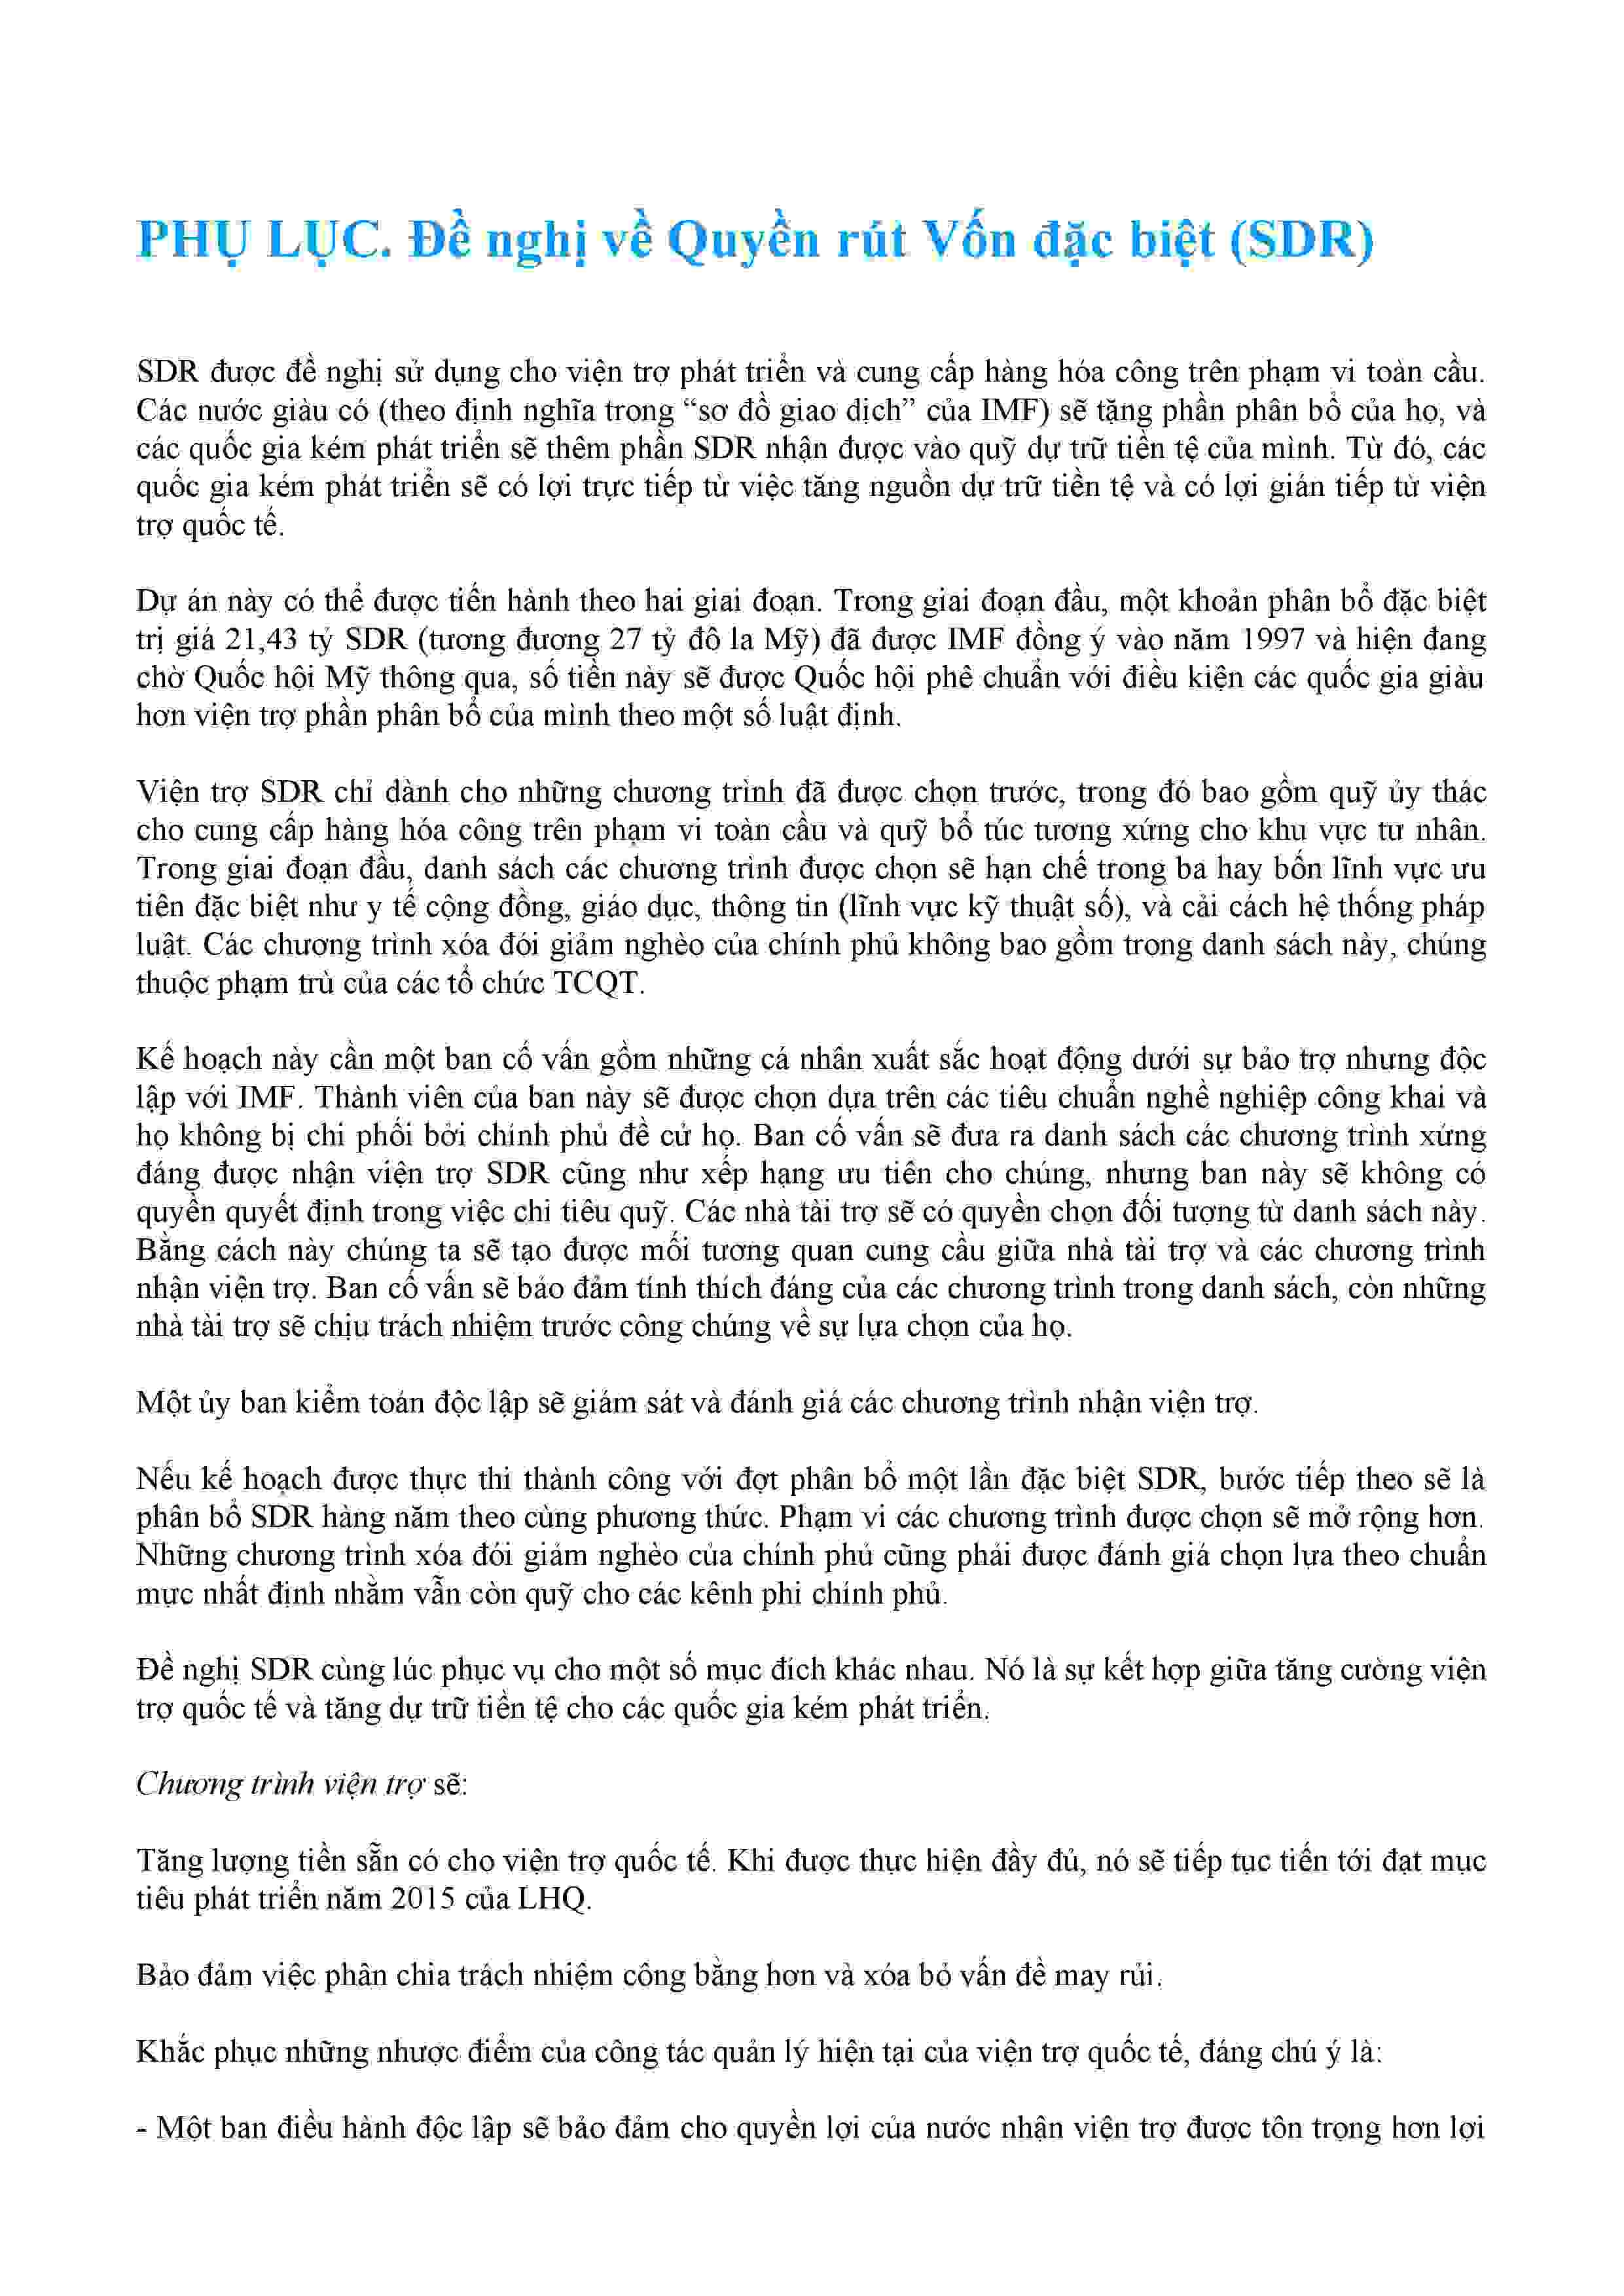 PHỤ LỤC. Đề nghị về Quyền rút Vốn đặc biệt (SDR)
SDR được đề nghị sử dụng cho viện trợ phát triển và cung cấp hàng hóa công trên phạm vi toàn cầu.
Các nước giàu có (theo định nghĩa trong “sơ đồ giao dịch” của IMF) sẽ tặng phần phân bổ của họ, và
các quốc gia kém phát triển sẽ thêm phần SDR nhận được vào quỹ dự trữ tiền tệ của mình. Từ đó, các
quốc gia kém phát triển sẽ có lợi trực tiếp từ việc tăng nguồn dự trữ tiền tệ và có lợi gián tiếp từ viện
trợ quốc tế.
Dự án này có thể được tiến hành theo hai giai đoạn. Trong giai đoạn đầu, một khoản phân bổ đặc biệt
trị giá 21,43 tỷ SDR (tương đương 27 tỷ đô la Mỹ) đã được IMF đồng ý vào năm 1997 và hiện đang
chờ Quốc hội Mỹ thông qua, số tiền này sẽ được Quốc hội phê chuẩn với điều kiện các quốc gia giàu
hơn viện trợ phần phân bổ của mình theo một số luật định.
Viện trợ SDR chỉ dành cho những chương trình đã được chọn trước, trong đó bao gồm quỹ ủy thác
cho cung cấp hàng hóa công trên phạm vi toàn cầu và quỹ bổ túc tương xứng cho khu vực tư nhân.
Trong giai đoạn đầu, danh sách các chương trình được chọn sẽ hạn chế trong ba hay bốn lĩnh vực ưu
tiên đặc biệt như y tế cộng đồng, giáo dục, thông tin (lĩnh vực kỹ thuật số), và cải cách hệ thống pháp
luật. Các chương trình xóa đói giảm nghèo của chính phủ không bao gồm trong danh sách này, chúng
thuộc phạm trù của các tổ chức TCQT.
Kế hoạch này cần một ban cố vấn gồm những cá nhân xuất sắc hoạt động dưới sự bảo trợ nhưng độc
lập với IMF. Thành viên của ban này sẽ được chọn dựa trên các tiêu chuẩn nghề nghiệp công khai và
họ không bị chi phối bởi chính phủ đề cử họ. Ban cố vấn sẽ đưa ra danh sách các chương trình xứng
đáng được nhận viện trợ SDR cũng như xếp hạng ưu tiên cho chúng, nhưng ban này sẽ không có
quyền quyết định trong việc chi tiêu quỹ. Các nhà tài trợ sẽ có quyền chọn đối tượng từ danh sách này.
Bằng cách này chúng ta sẽ tạo được mối tương quan cung cầu giữa nhà tài trợ và các chương trình
nhận viện trợ. Ban cố vấn sẽ bảo đảm tính thích đáng của các chương trình trong danh sách, còn những
nhà tài trợ sẽ chịu trách nhiệm trước công chúng về sự lựa chọn của họ.
Một ủy ban kiểm toán độc lập sẽ giám sát và đánh giá các chương trình nhận viện trợ.
Nếu kế hoạch được thực thi thành công với đợt phân bổ một lần đặc biệt SDR, bước tiếp theo sẽ là
phân bổ SDR hàng năm theo cùng phương thức. Phạm vi các chương trình được chọn sẽ mở rộng hơn.
Những chương trình xóa đói giảm nghèo của chính phủ cũng phải được đánh giá chọn lựa theo chuẩn
mực nhất định nhằm vẫn còn quỹ cho các kênh phi chính phủ.
Đề nghị SDR cùng lúc phục vụ cho một số mục đích khác nhau. Nó là sự kết hợp giữa tăng cường viện
trợ quốc tế và tăng dự trữ tiền tệ cho các quốc gia kém phát triển.
Chương trình viện trợ sẽ:
Tăng lượng tiền sẵn có cho viện trợ quốc tế. Khi được thực hiện đầy đủ, nó sẽ tiếp tục tiến tới đạt mục
tiêu phát triển năm 2015 của LHQ.
Bảo đảm việc phân chia trách nhiệm công bằng hơn và xóa bỏ vấn đề may rủi.
Khắc phục những nhược điểm của công tác quản lý hiện tại của viện trợ quốc tế, đáng chú ý là:
- Một ban điều hành độc lập sẽ bảo đảm cho quyền lợi của nước nhận viện trợ được tôn trọng hơn lợi